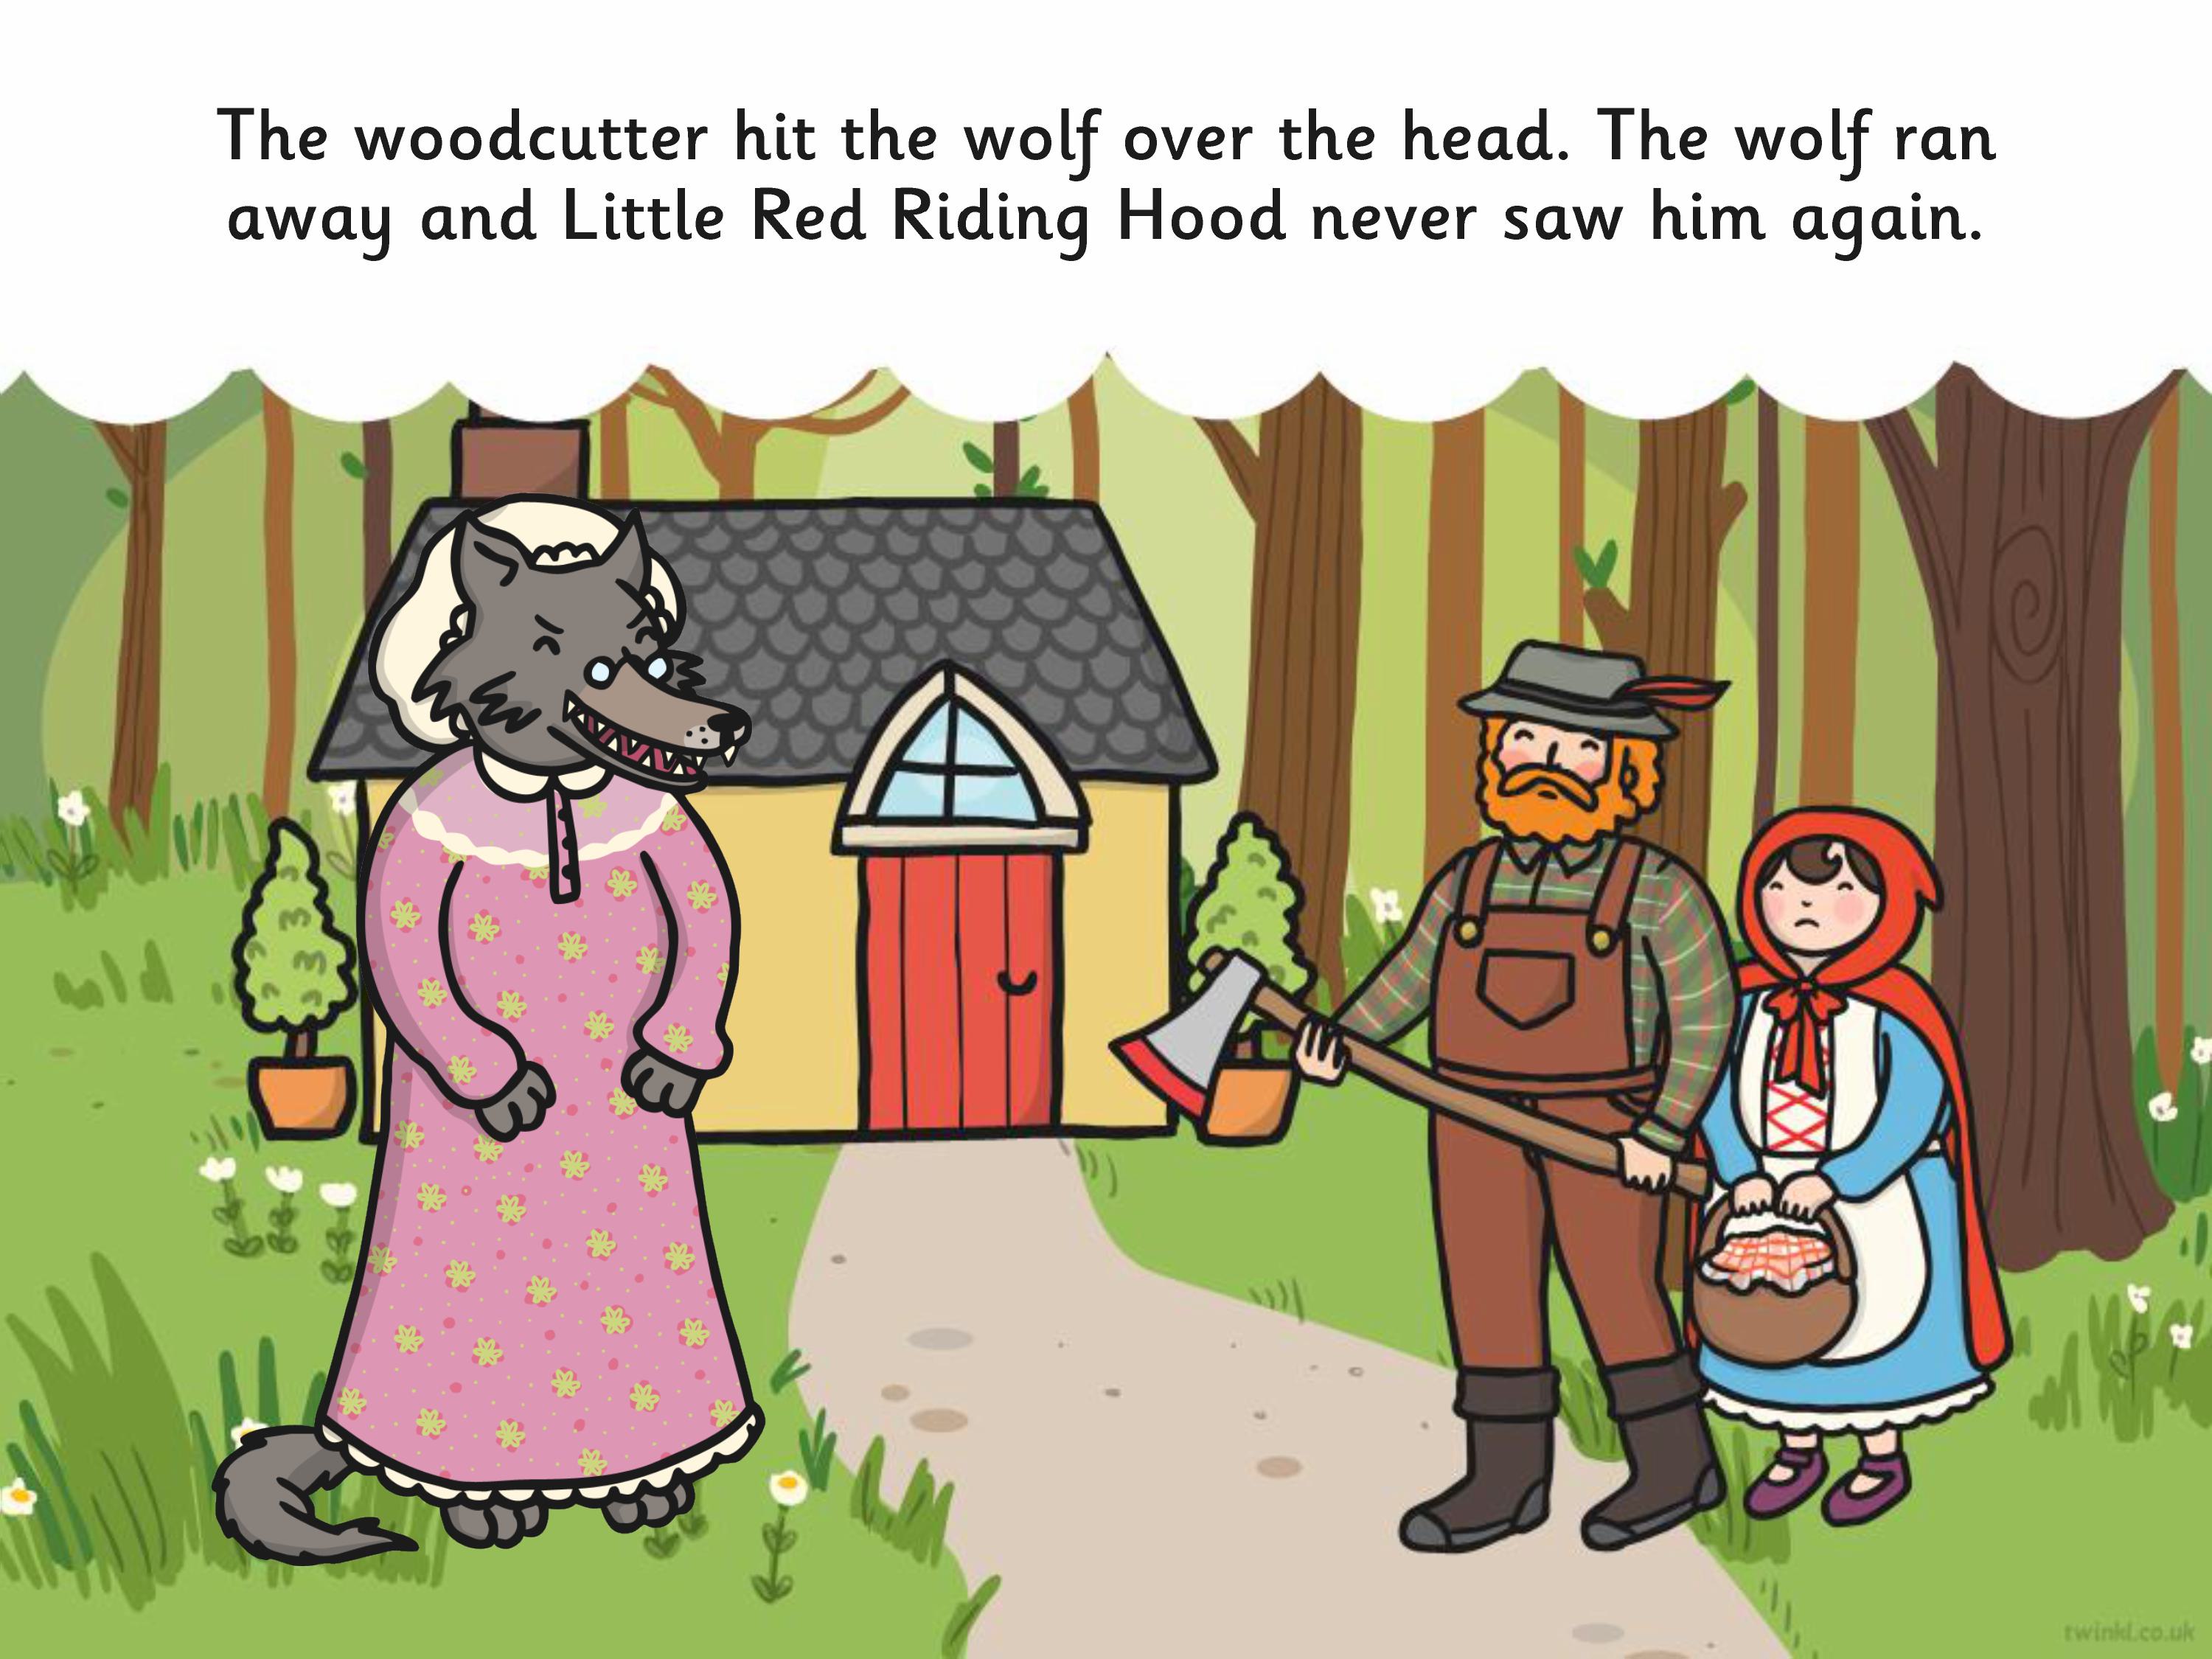 The woodcutter hit the wolf over the head. The wolf ran
away and Little Red Riding Hood never saw him again.
twinkl.co.uk